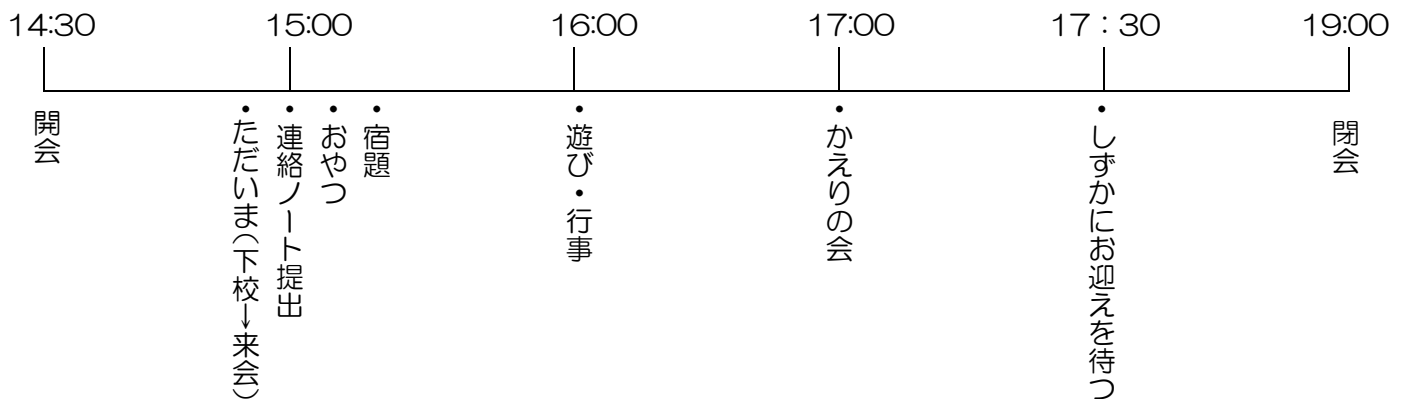 14:30
15:00
16:00
17:00
17：30
19:00
開会
・ただいま（下校→来会）
・連絡ノート提出
・おやつ
・宿題
・遊び・行事
・かえりの会
・しずかにお迎えを待つ
閉会